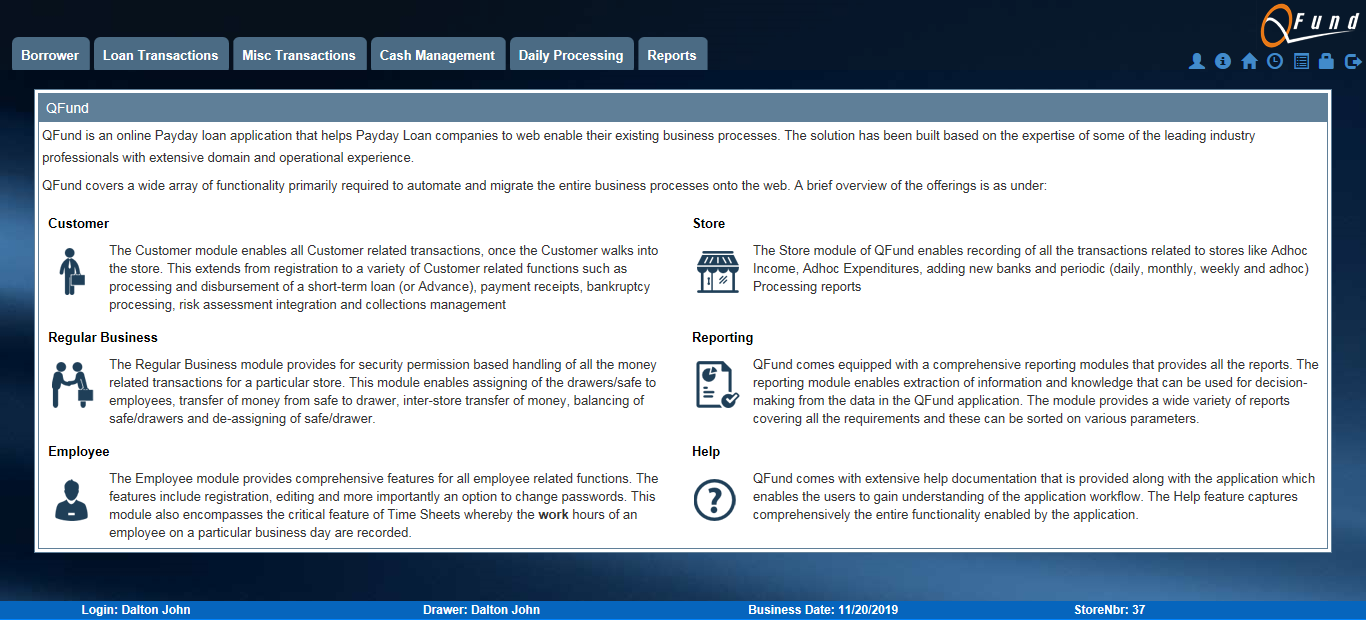 QFund
Borrower
Loan Transactions
Misc Transactions
Cash Management
Daily Processing
Reports
QFund
QFund is an online Payday loan application that helps Payday Loan companies to web enable their existing business processes. The solution has been built based on the expertise of some of the leading industry
professionals with extensive domain and operational experience.
QFund covers a wide array of functionality primarily required to automate and migrate the entire business processes onto the web. A brief overview of the offerings is as under:
Customer
The Customer module enables all Customer related transactions, once the Customer walks into
the store. This extends from registration to a variety of Customer related functions such as
processing and disbursement of a short-term loan (or Advance), payment receipts, bankruptcy
processing, risk assessment integration and collections management
Store
The Store module of QFund enables recording of all the transactions related to stores like Adhoc
Income, Adhoc Expenditures, adding new banks and periodic (daily, monthly, weekly and adhoc)
Processing reports
Regular Business
The Regular Business module provides for security permission based handling of all the money
related transactions for a particular store. This module enables assigning of the drawers/safe to
employees, transfer of money from safe to drawer, inter-store transfer of money, balancing of
safe/drawers and de-assigning of safe/drawer.
Reporting
QFund comes equipped with a comprehensive reporting modules that provides all the reports. The
reporting module enables extraction of information and knowledge that can be used for decision-
making from the data in the QFund application. The module provides a wide variety of reports
covering all the requirements and these can be sorted on various parameters.
Employee
The Employee module provides comprehensive features for all employee related functions. The
features include registration, editing and more importantly an option to change passwords. This
module also encompasses the critical feature of Time Sheets whereby the work hours of an
employee on a particular business day are recorded.
Help
QFund comes with extensive help documentation that is provided along with the application which
enables the users to gain understanding of the application workflow. The Help feature captures
comprehensively the entire functionality enabled by the application.
Login: Dalton John
Drawer: Dalton John
Business Date: 11/20/2019
StoreNbr: 37